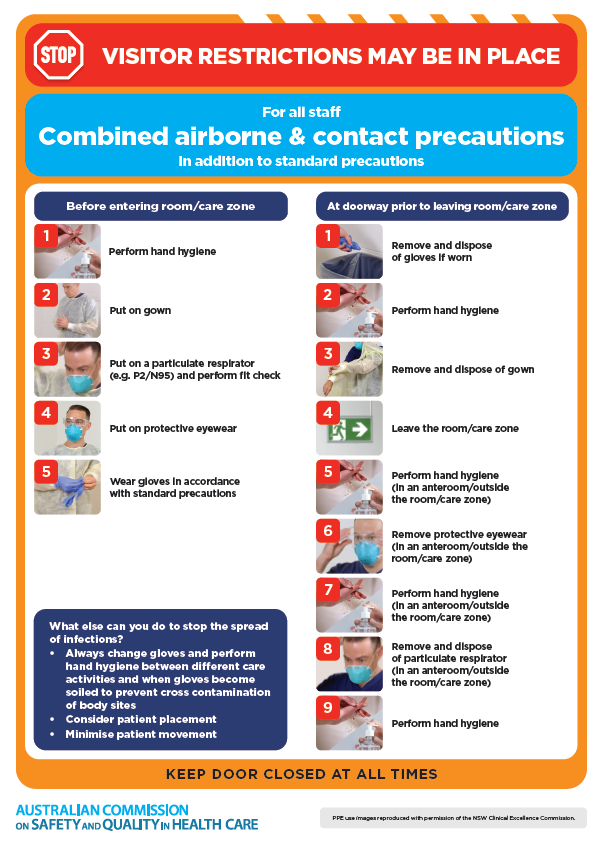 STOP
VISITOR RESTRICTIONS MAY BE IN PLACE
For all staff
Combined airborne & contact precautions
in addition to standard precautions
Before entering room/care zone
1
Perform hand hygiene
2
Put on gown
3
Put on a particulate respirator
(e.g. P2/N95) and perform fit check
4
Put on protective eyewear
5
Wear gloves in accordance
with standard precautions
What else can you do to stop the spread
of infections?
• Always change gloves and perform
hand hygiene between different care
activities and when gloves become
soiled to prevent cross contamination
of body sites
• Consider patient placement
• Minimise patient movement
At doorway prior to leaving room/care zone
1
Remove and dispose
of gloves if worn
2
Perform hand hygiene
3
Remove and dispose of gown
4
Leave the room/care zone
5
Perform hand hygiene
(in an anteroom/outside
the room/care zone)
6
Remove protective eyewear
(in an anteroom/outside the
room/care zone)
7
Perform hand hygiene
(in an anteroom/outside
the room/care zone)
8
Remove and dispose
of particulate respirator
(in an anteroom/outside
the room/care zone)
9
Perform hand hygiene
KEEP DOOR CLOSED AT ALL TIMES
AUSTRALIAN COMMISSION
ON SAFETY AND QUALITY IN HEALTH CARE
PPE use images reproduced with permission of the NSW Clinical Excellence Commission.